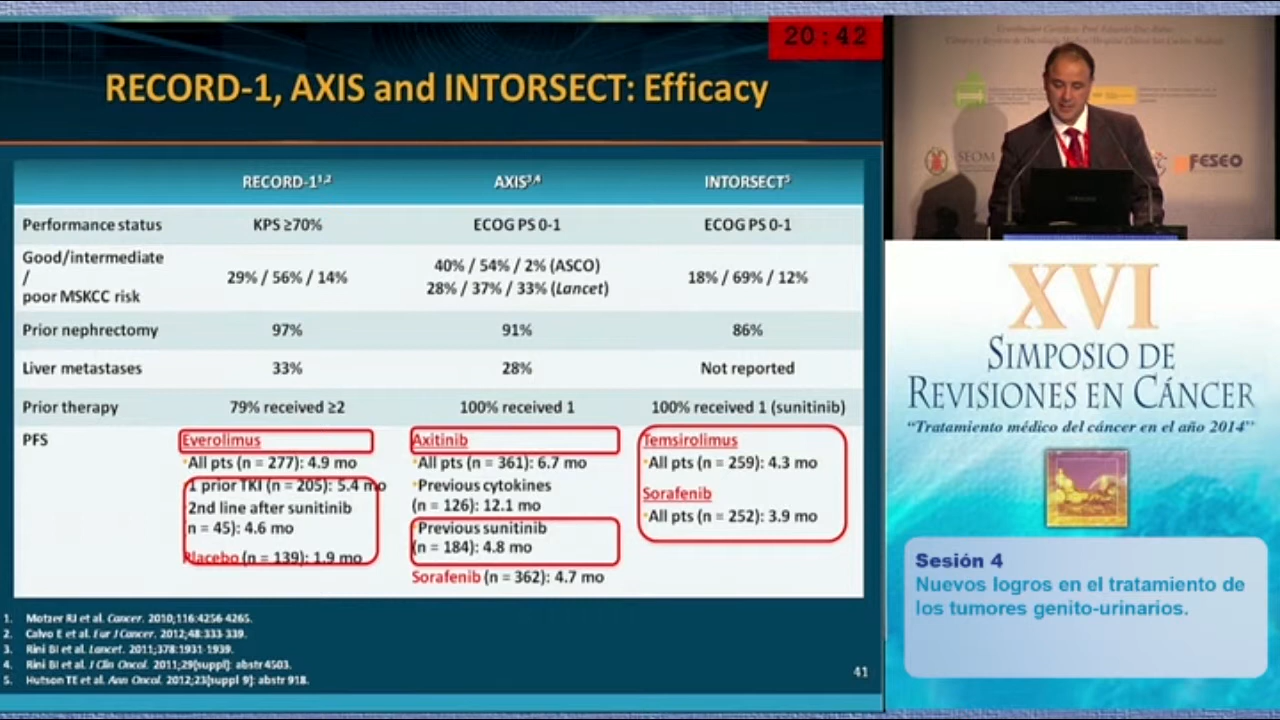 20:42
RECORD-1, AXIS and INTORSECT: Efficacy
RECORD-1¹,² AXIS³,⁴ INTORSECT⁵
Performance status KPS ≥70% ECOG PS 0-1 ECOG PS 0-1
Good/intermediate
/
poor MSKCC risk
29% / 56% / 14%
40% / 54% / 2% (ASCO)
28% / 37% / 33% (Lancet)
18% / 69% / 12%
Prior nephrectomy 97% 91% 86%
Liver metastases 33% 28% Not reported
Prior therapy 79% received ≥2 100% received 1 100% received 1 (sunitinib)
PFS
Everolimus
•All pts (n = 277): 4.9 mo
1 prior TKI (n = 205): 5.4 mo
2nd line after sunitinib
n = 45): 4.6 mo
Placebo (n = 139): 1.9 mo
Axitinib
•All pts (n = 361): 6.7 mo
•Previous cytokines
(n = 126): 12.1 mo
Previous sunitinib
(n = 184): 4.8 mo
Sorafenib (n = 362): 4.7 mo
Temsirolimus
•All pts (n = 259): 4.3 mo
Sorafenib
•All pts (n = 252): 3.9 mo
1. Motzer RJ et al. Cancer. 2010;116:4256-4265.
2. Calvo E et al. Eur J Cancer. 2012;48:333-339.
3. Rini BI et al. Lancet. 2011;378:1931-1939.
4. Rini BI et al. J Clin Oncol. 2011;29[suppl]: abstr 4503.
5. Hutson TE et al. Ann Oncol. 2012;23[suppl 9]: abstr 918.
41
SEOM
FESEO
XVI
SIMPOSIO DE
REVISIONES EN CÁNCER
"Tratamiento médico del cáncer en el año 2014"
Sesión 4
Nuevos logros en el tratamiento de
los tumores genito-urinarios.